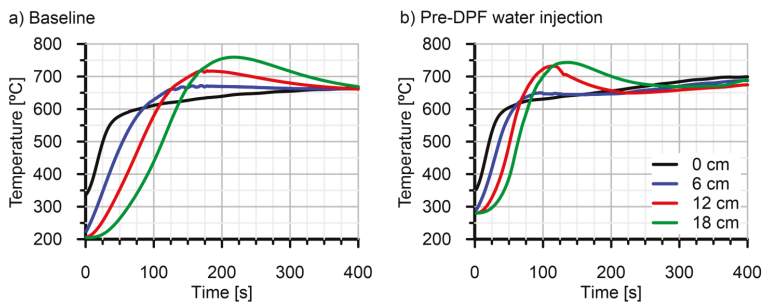 a) Baseline
b) Pre-DPF water injection
Temperature [ºC]
800
700
600
500
400
300
200
0
100
200
300
400
Time [s]
Temperature [ºC]
800
700
600
500
400
300
200
0
100
200
300
400
Time [s]
0 cm
6 cm
12 cm
18 cm